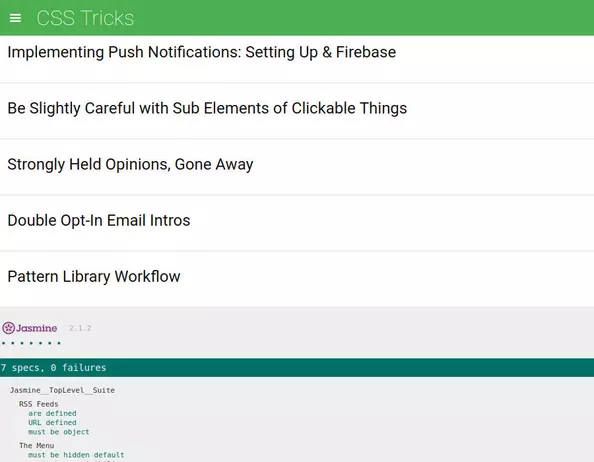 CSS Tricks
Implementing Push Notifications: Setting Up & Firebase
Be Slightly Careful with Sub Elements of Clickable Things
Strongly Held Opinions, Gone Away
Double Opt-In Email Intros
Pattern Library Workflow
Jasmine 2.1.2
7 specs, 0 failures
Jasmine__TopLevel__Suite
RSS Feeds
are defined
URL defined
must be object
The Menu
must be hidden default